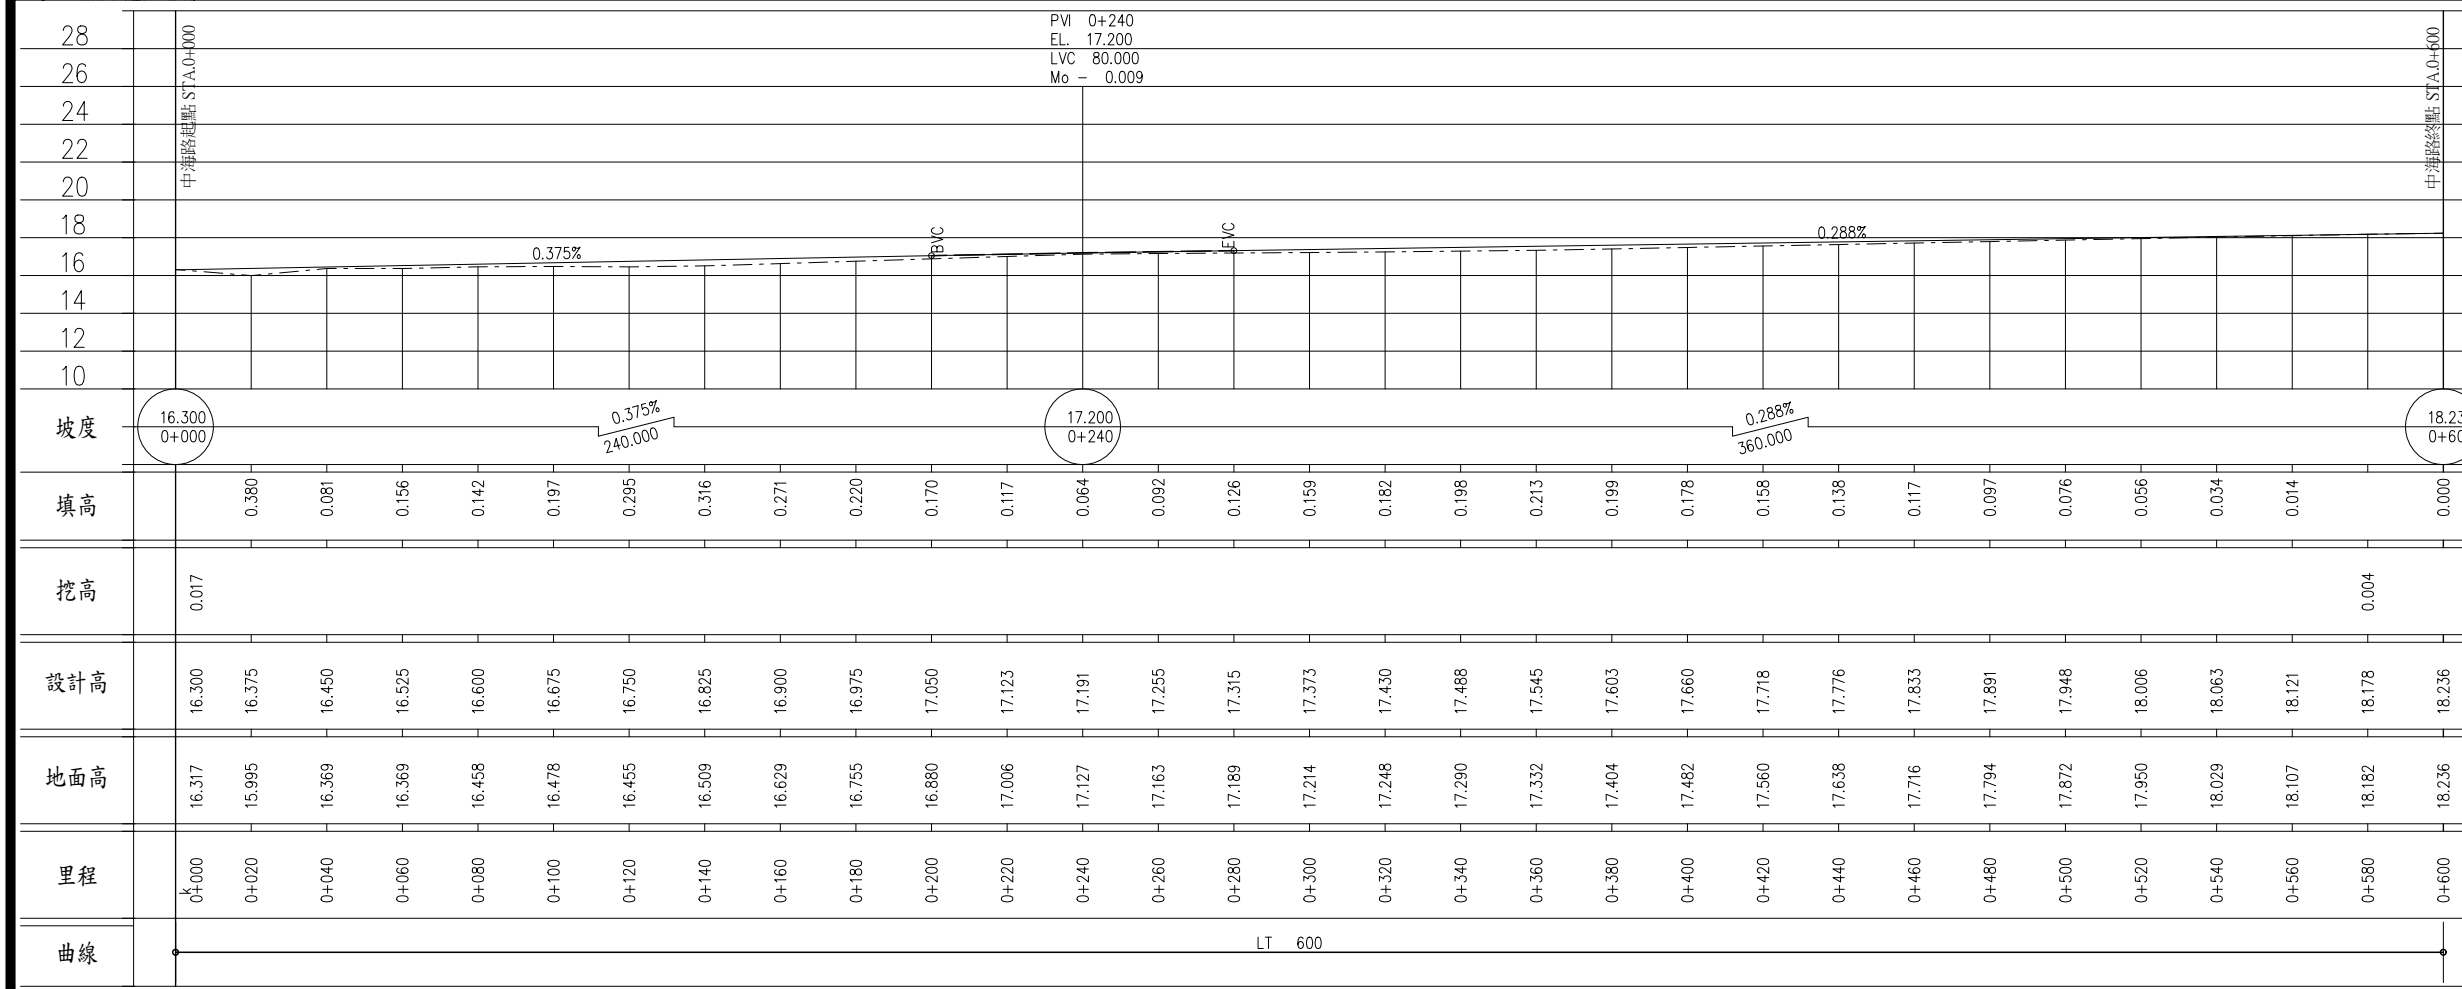 PVI 0+240
EL. 17.200
LVC 80.000
Mo - 0.009
28
26
24
22
20
18
16
14
12
10
中海路起點 STA.0+000
中海路終點 STA.0+600
0.375%
BVC
EVC
0.288%
坡度
16.300
0+000
0.375%
240.000
17.200
0+240
0.288%
360.000
18.23
0+60
填高 0.380 0.081 0.156 0.142 0.197 0.295 0.316 0.271 0.220 0.170 0.117 0.064 0.092 0.126 0.159 0.182 0.198 0.213 0.199 0.178 0.158 0.138 0.117 0.097 0.076 0.056 0.034 0.014 0.000
挖高 0.017 0.004
設計高 16.300 16.375 16.450 16.525 16.600 16.675 16.750 16.825 16.900 16.975 17.050 17.123 17.191 17.255 17.315 17.373 17.430 17.488 17.545 17.603 17.660 17.718 17.776 17.833 17.891 17.948 18.006 18.063 18.121 18.178 18.236
地面高 16.317 15.995 16.369 16.369 16.458 16.478 16.455 16.509 16.629 16.755 16.880 17.006 17.127 17.163 17.189 17.214 17.248 17.290 17.332 17.404 17.482 17.560 17.638 17.716 17.794 17.872 17.950 18.029 18.107 18.182 18.236
里程 k 0+000 0+020 0+040 0+060 0+080 0+100 0+120 0+140 0+160 0+180 0+200 0+220 0+240 0+260 0+280 0+300 0+320 0+340 0+360 0+380 0+400 0+420 0+440 0+460 0+480 0+500 0+520 0+540 0+560 0+580 0+600
曲線 LT 600